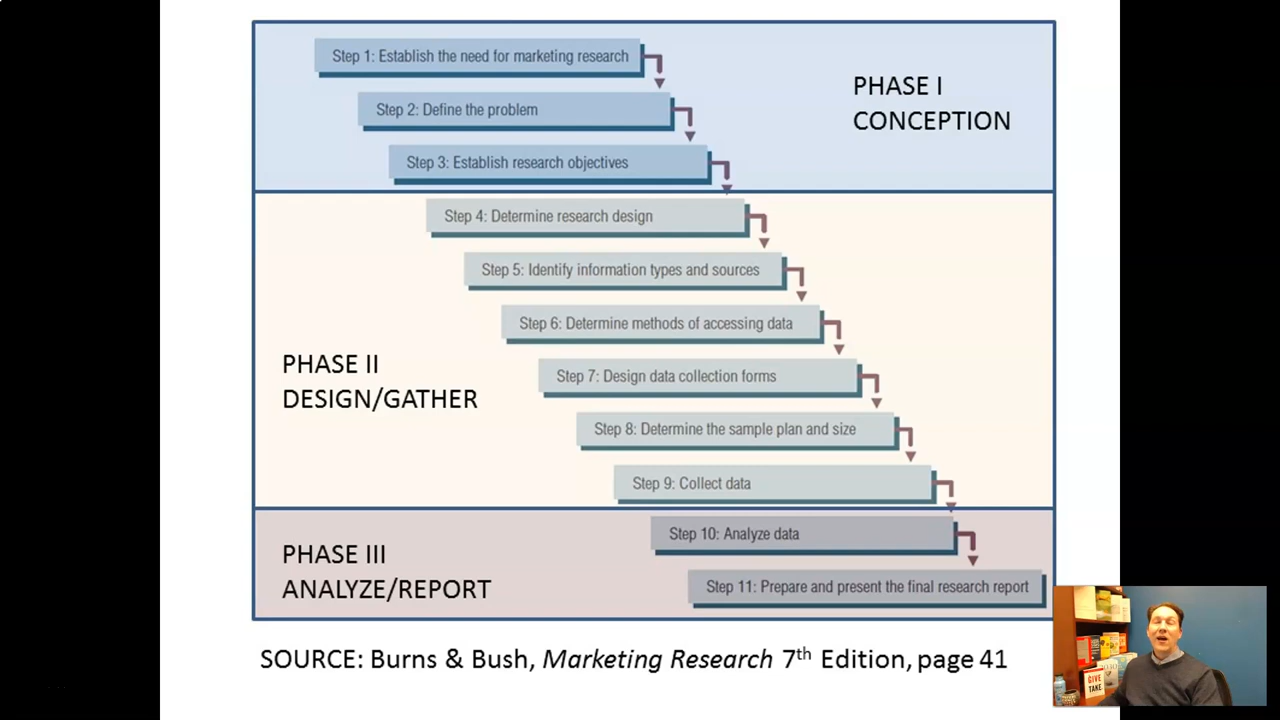 Step 1: Establish the need for marketing research
PHASE I
CONCEPTION
Step 2: Define the problem
Step 3: Establish research objectives
Step 4: Determine research design
Step 5: Identify information types and sources
Step 6: Determine methods of accessing data
PHASE II
DESIGN/GATHER
Step 7: Design data collection forms
Step 8: Determine the sample plan and size
Step 9: Collect data
Step 10: Analyze data
PHASE III
ANALYZE/REPORT
Step 11: Prepare and present the final research report
SOURCE: Burns & Bush, Marketing Research 7th Edition, page 41
GIVE
TAKE